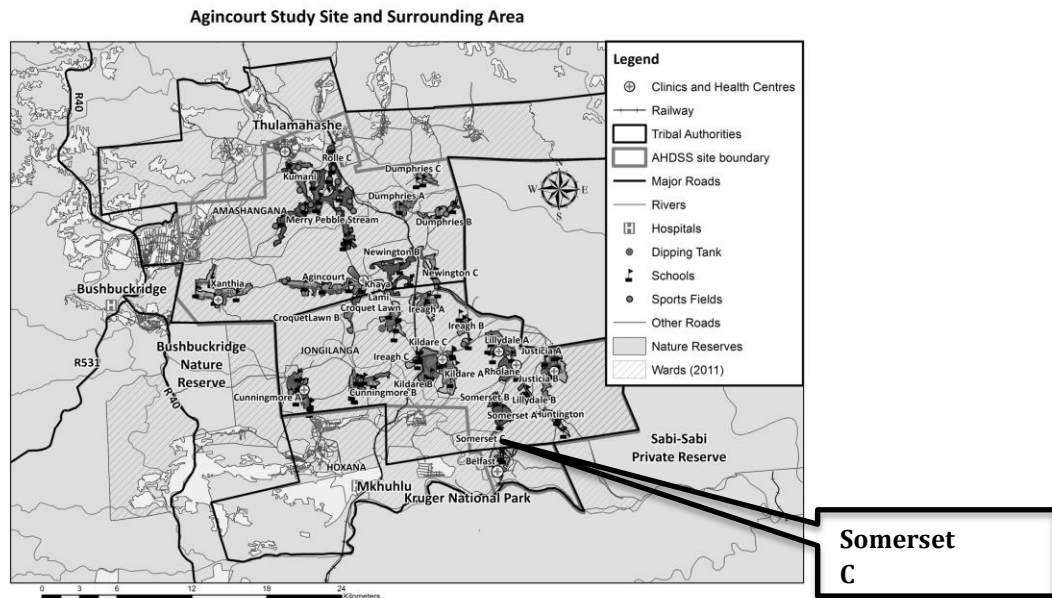 Agincourt Study Site and Surrounding Area
Legend
Clinics and Health Centres
Railway
Tribal Authorities
AHDSS site boundary
Major Roads
Rivers
Hospitals
Dipping Tank
Schools
Sports Fields
Other Roads
Nature Reserves
Wards (2011)
R40
Thulamahashe
Rolle C
Kumani
Dumphries C
Dumphries A
Dumphries B
AMASHANGANA
Merry Pebble Stream
N
W
E
S
Newington B
Newington C
Xanthia
Agincourt
Khaya
Lami
Bushbuckridge
H
Croquet Lawn
Ireagh A
CroquetLawn B
Ireagh B
Bushbuckridge
Nature
Reserve
R531
JONGILANGA
Kildare C
Lillydale A
Justicia A
Ireagh C
Rholane
Kildare A
Justicia B
Kildare B
Cunningmore A
Cunningmore B
Somerset B
Lillydale B
R 40
Somerset A
Huntington
Somerset C
Sabi-Sabi
Private Reserve
Belfast
HOXANA
Mkhuhlu
Kruger National Park
Somerset
C
0 3 6 12 18 24
Kilometers